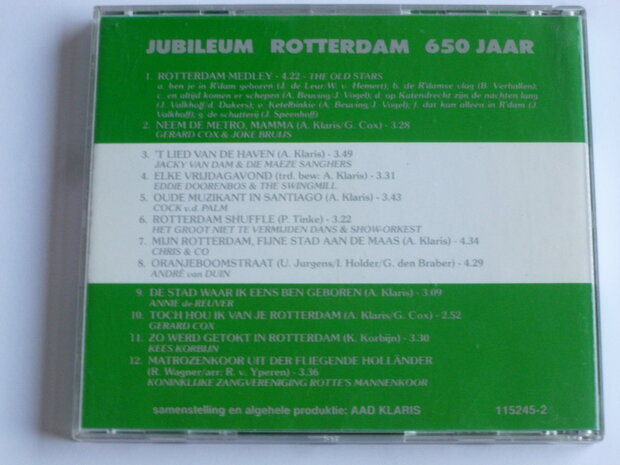 JUBILEUM ROTTERDAM 650 JAAR
1. ROTTERDAM MEDLEY - 4.22 - THE OLD STARS
a. ben je in R'dam geboren (J. de Leur/W. v. Hemert); b. de R'damse vlag (B. Verhallen);
c. en altijd komen er schepen (A. Beuving/J. Vogel); d. op Katendrecht zijn de nachten lang
(J. Valkhoff/d. Dakers); e. Ketelbinkie (A. Beuving J. Vogel); f. dat kan alleen in R'dam (J.
Valkhoff); g. de schutterij (J. Speenhoff)
2. NEEM DE METRO, MAMMA (A. Klaris/G. Cox) - 3.28
GERARD COX & JOKE BRUIJS
3. 'T LIED VAN DE HAVEN (A. Klaris) - 3.49
JACKY VAN DAM & DIE MAEZE SANGHERS
4. ELKE VRIJDAGAVOND (trd. bew: A. Klaris) - 3.31
EDDIE DOORENBOS & THE SWINGMILL
5. OUDE MUZIKANT IN SANTIAGO (A. Klaris) - 3.43
COCK v.d. PALM
6. ROTTERDAM SHUFFLE (P. Tinke) - 3.22
HET GROOT NIET TE VERMIJDEN DANS & SHOW-ORKEST
7. MIJN ROTTERDAM, FIJNE STAD AAN DE MAAS (A. Klaris) - 4.34
CHRIS & CO
8. ORANJEBOOMSTRAAT (U. Jurgens/I. Holder/G. den Braber) - 4.29
ANDRÉ van DUIN
9. DE STAD WAAR IK EENS BEN GEBOREN (A. Klaris) - 3.09
ANNIE de REUVER
10. TOCH HOU IK VAN JE ROTTERDAM (A. Klaris/G. Cox) - 2.52
GERARD COX
11. ZO WERD GETOKT IN ROTTERDAM (K. Korbijn) - 3.30
KEES KORBIJN
12. MATROZENKOOR UIT DER FLIEGENDE HOLLÄNDER
(R. Wagner/arr: R. v. Yperen) - 3.36
KONINKLIJKE ZANGVERENIGING ROTTE'S MANNENKOOR
samenstelling en algehele produktie: AAD KLARIS 115245-2